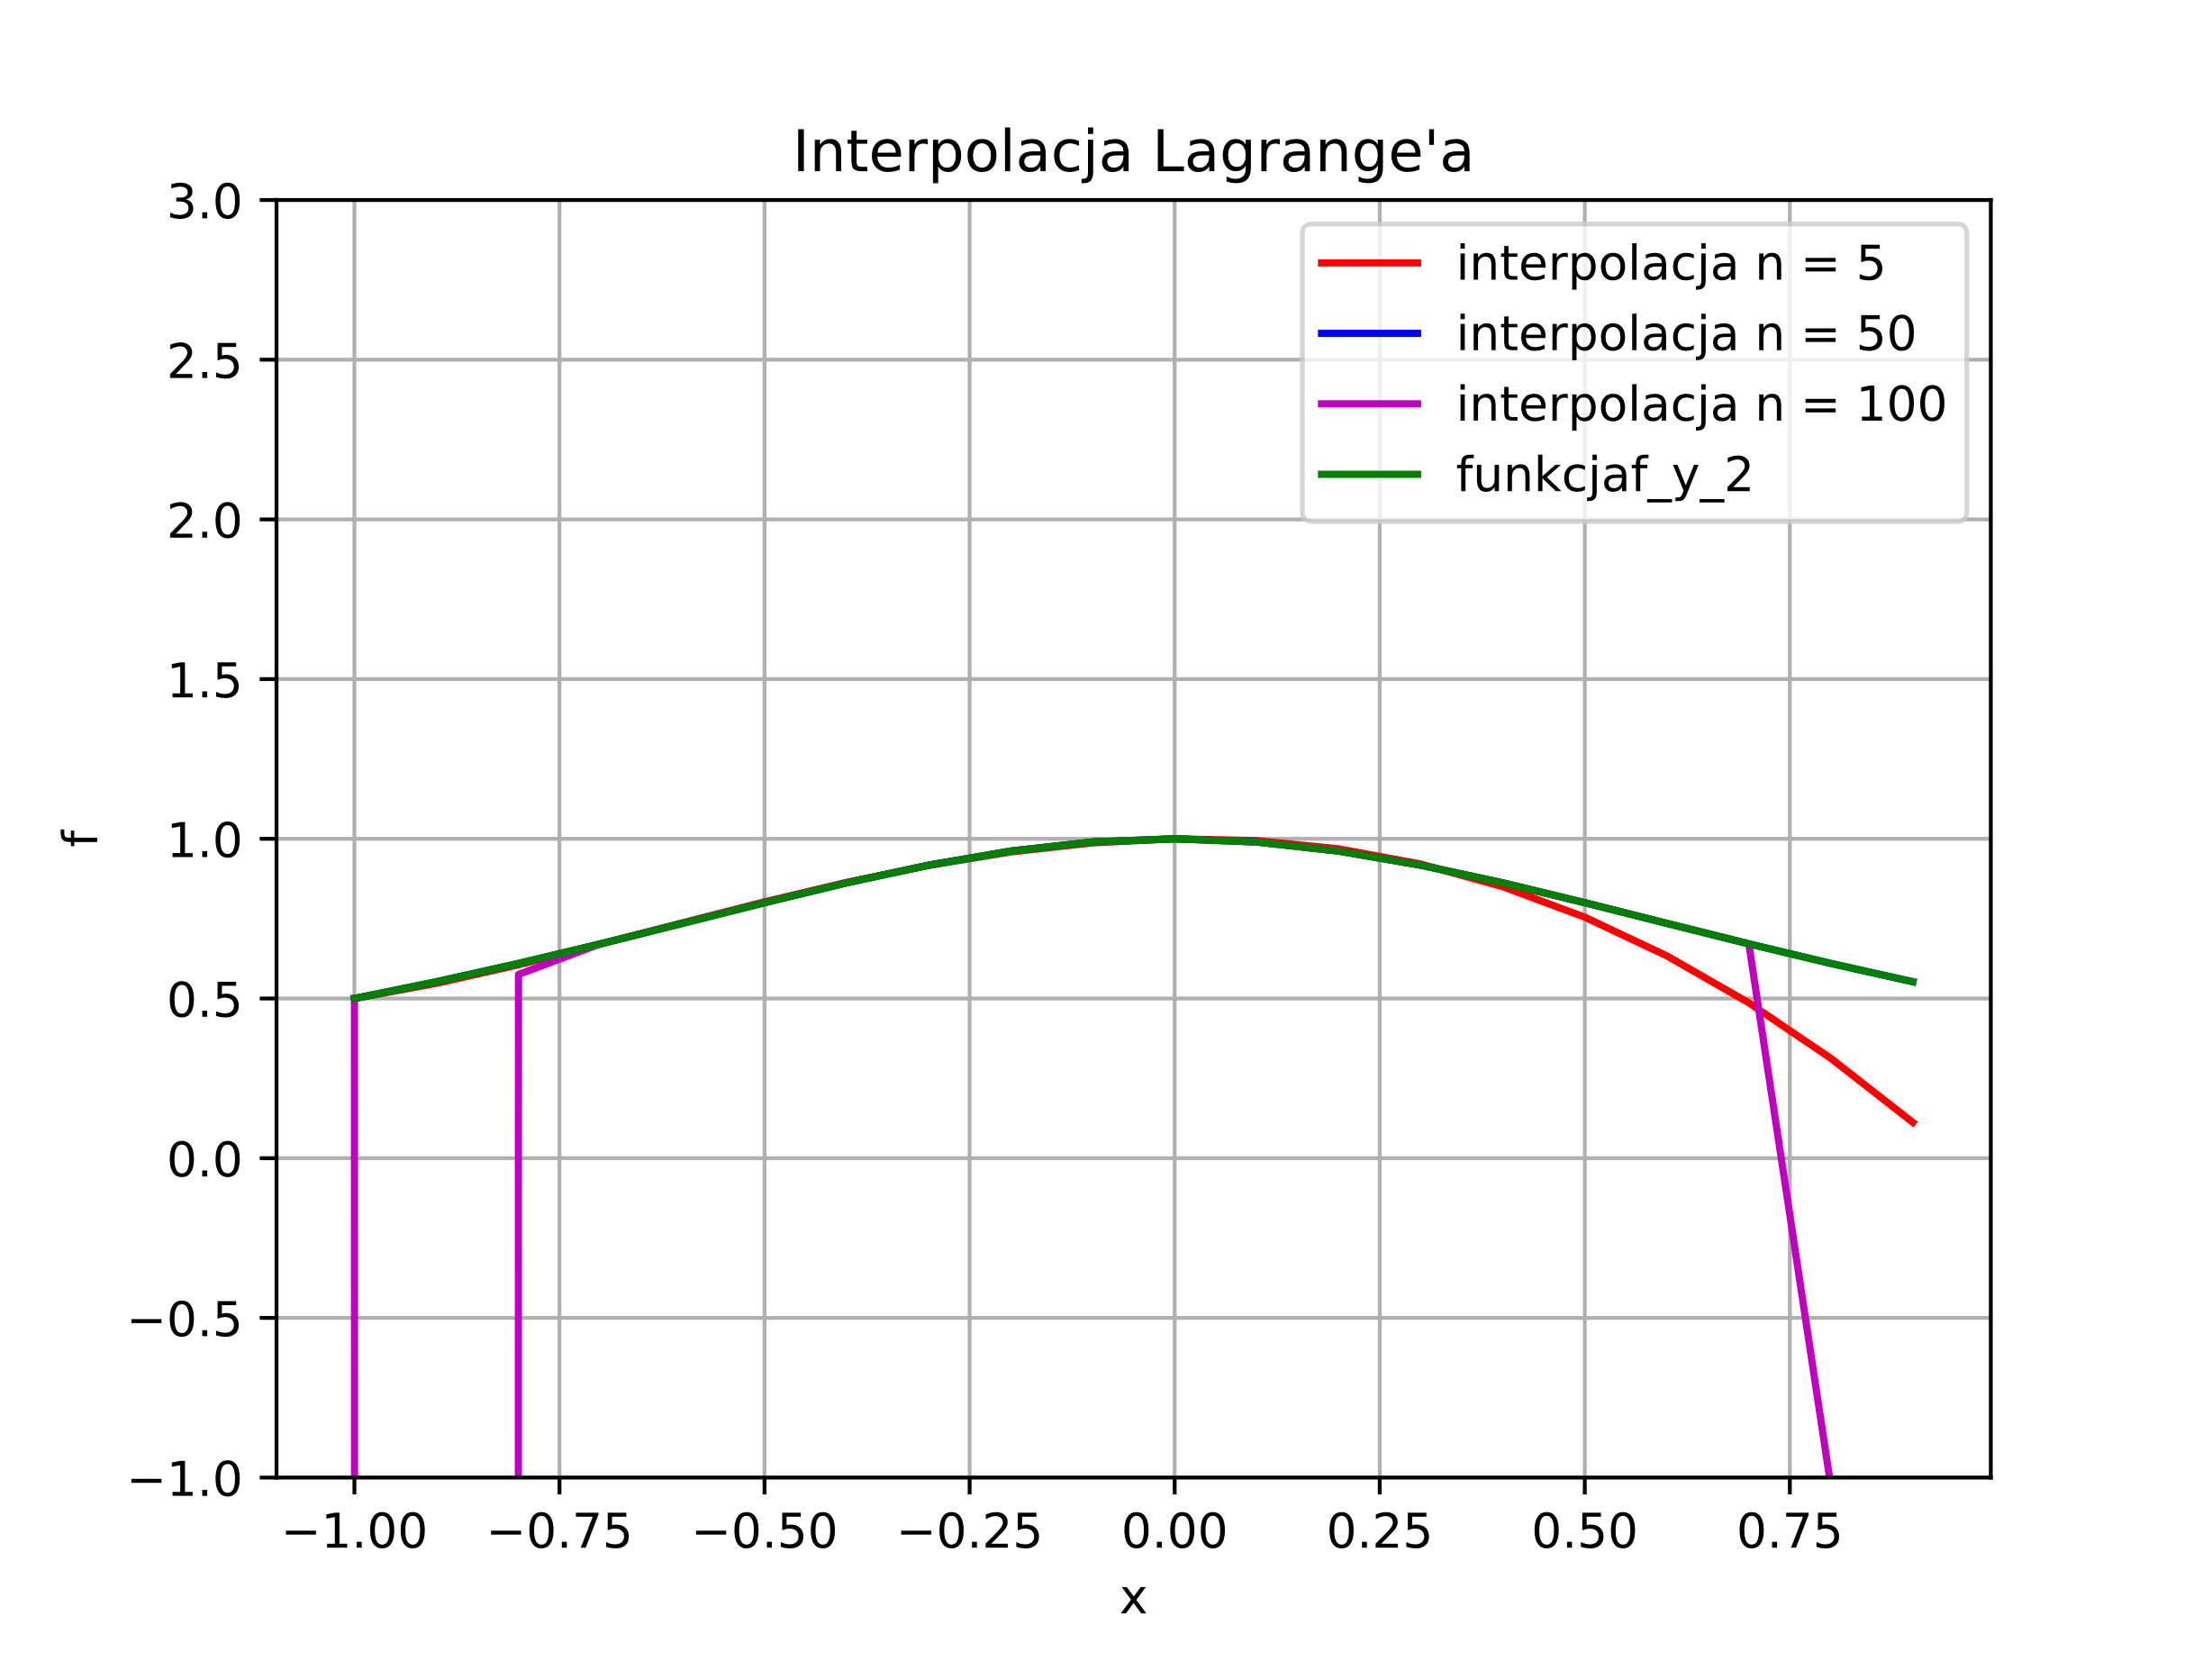 Interpolacja Lagrange'a
3.0
2.5
2.0
1.5
1.0
0.5
0.0
−0.5
−1.0
f
interpolacja n = 5
interpolacja n = 50
interpolacja n = 100
funkcjaf_y_2
−1.00 −0.75 −0.50 −0.25 0.00 0.25 0.50 0.75
x